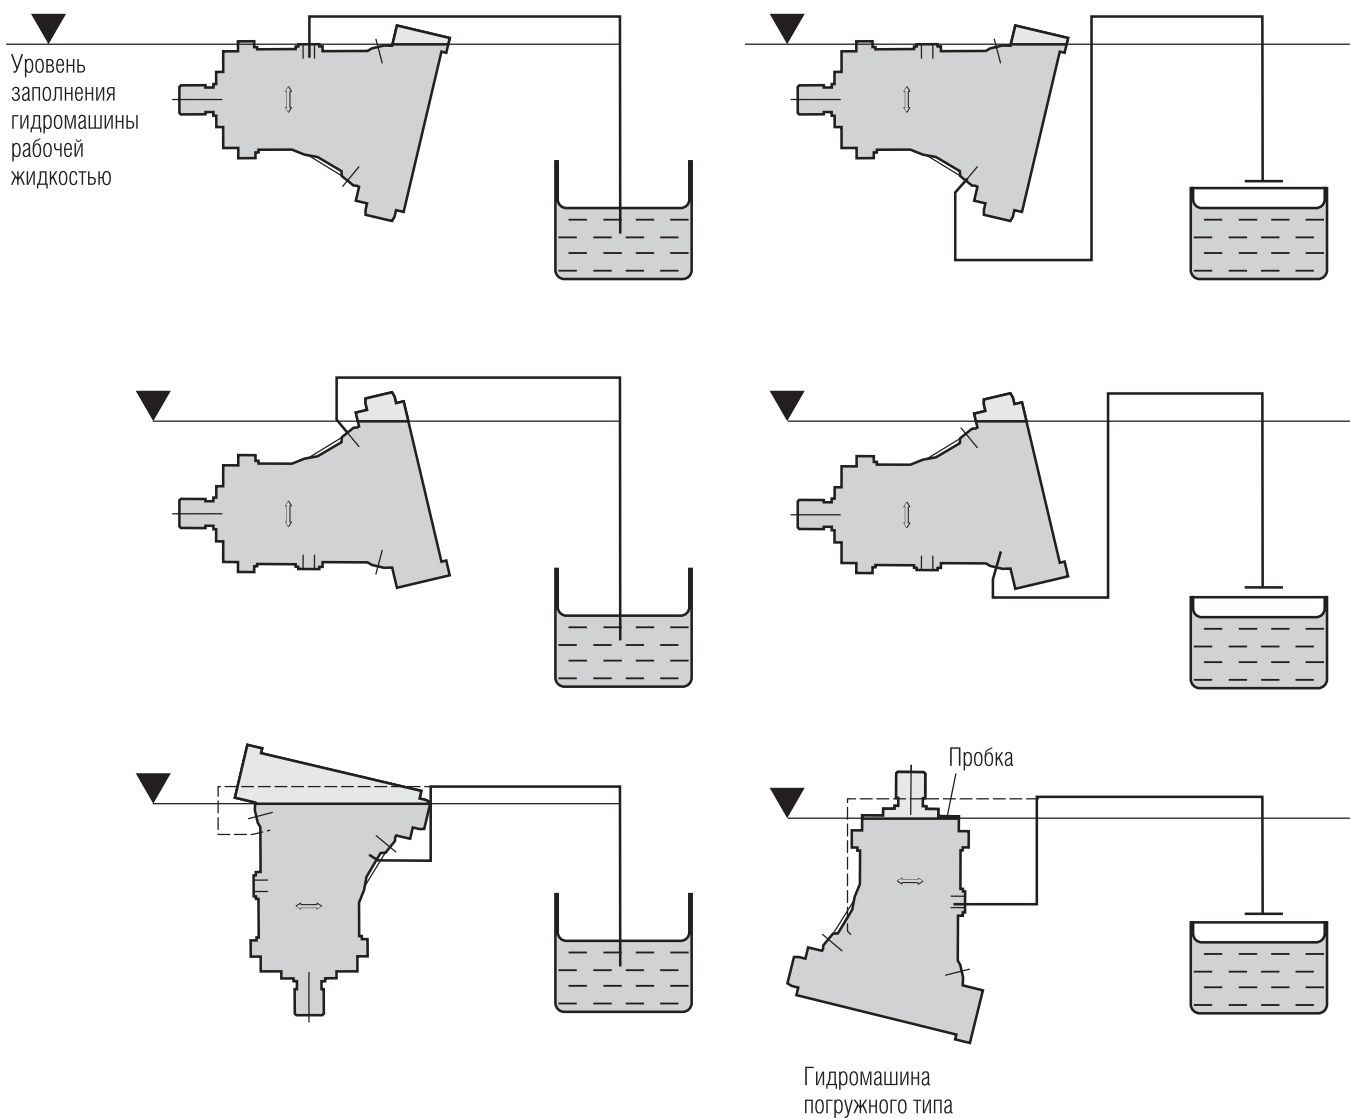 Уровень
заполнения
гидромашины
рабочей
жидкостью
Пробка
Гидромашина
погружного типа